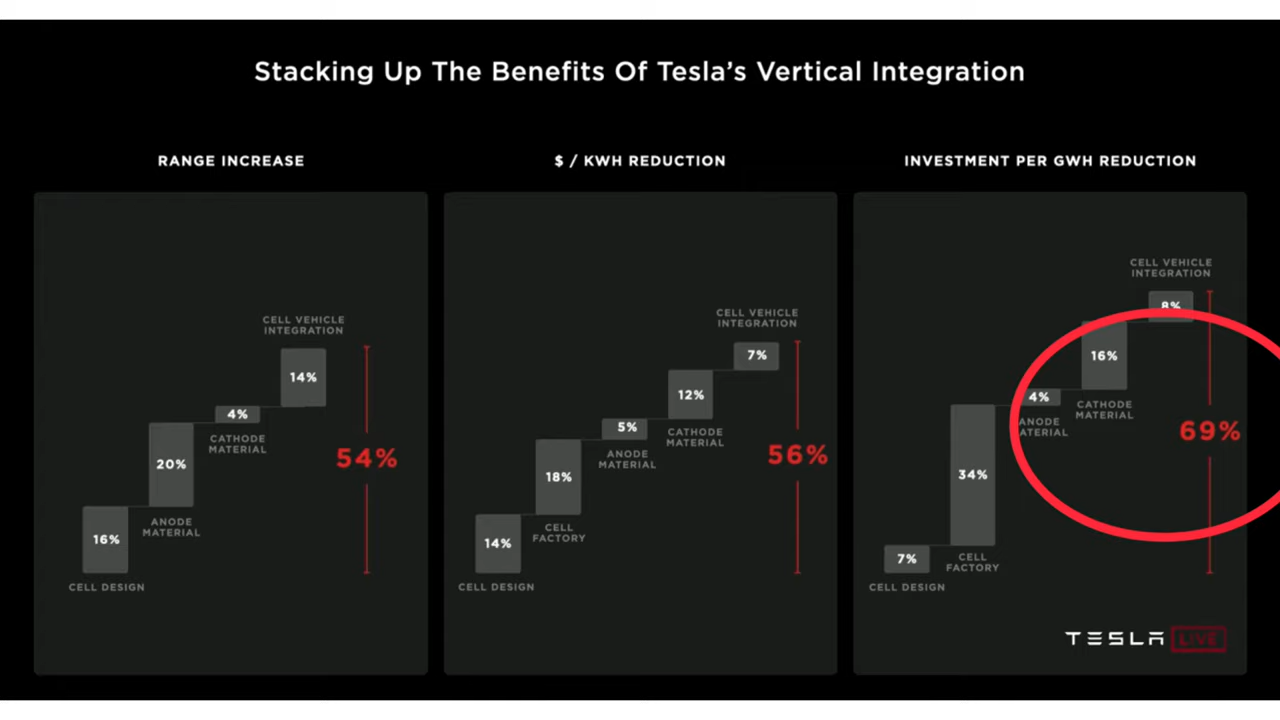 Stacking Up The Benefits Of Tesla's Vertical Integration
RANGE INCREASE
CELL VEHICLE
INTEGRATION
14%
4%
CATHODE
MATERIAL
20%
ANODE
MATERIAL
16%
CELL DESIGN
54%
$ / KWH REDUCTION
CELL VEHICLE
INTEGRATION
7%
12%
CATHODE
MATERIAL
5%
ANODE
MATERIAL
18%
CELL
FACTORY
14%
CELL DESIGN
56%
INVESTMENT PER GWH REDUCTION
CELL VEHICLE
INTEGRATION
8%
16%
CATHODE
MATERIAL
4%
ANODE
MATERIAL
34%
CELL
FACTORY
7%
CELL DESIGN
69%
TESLA LIVE